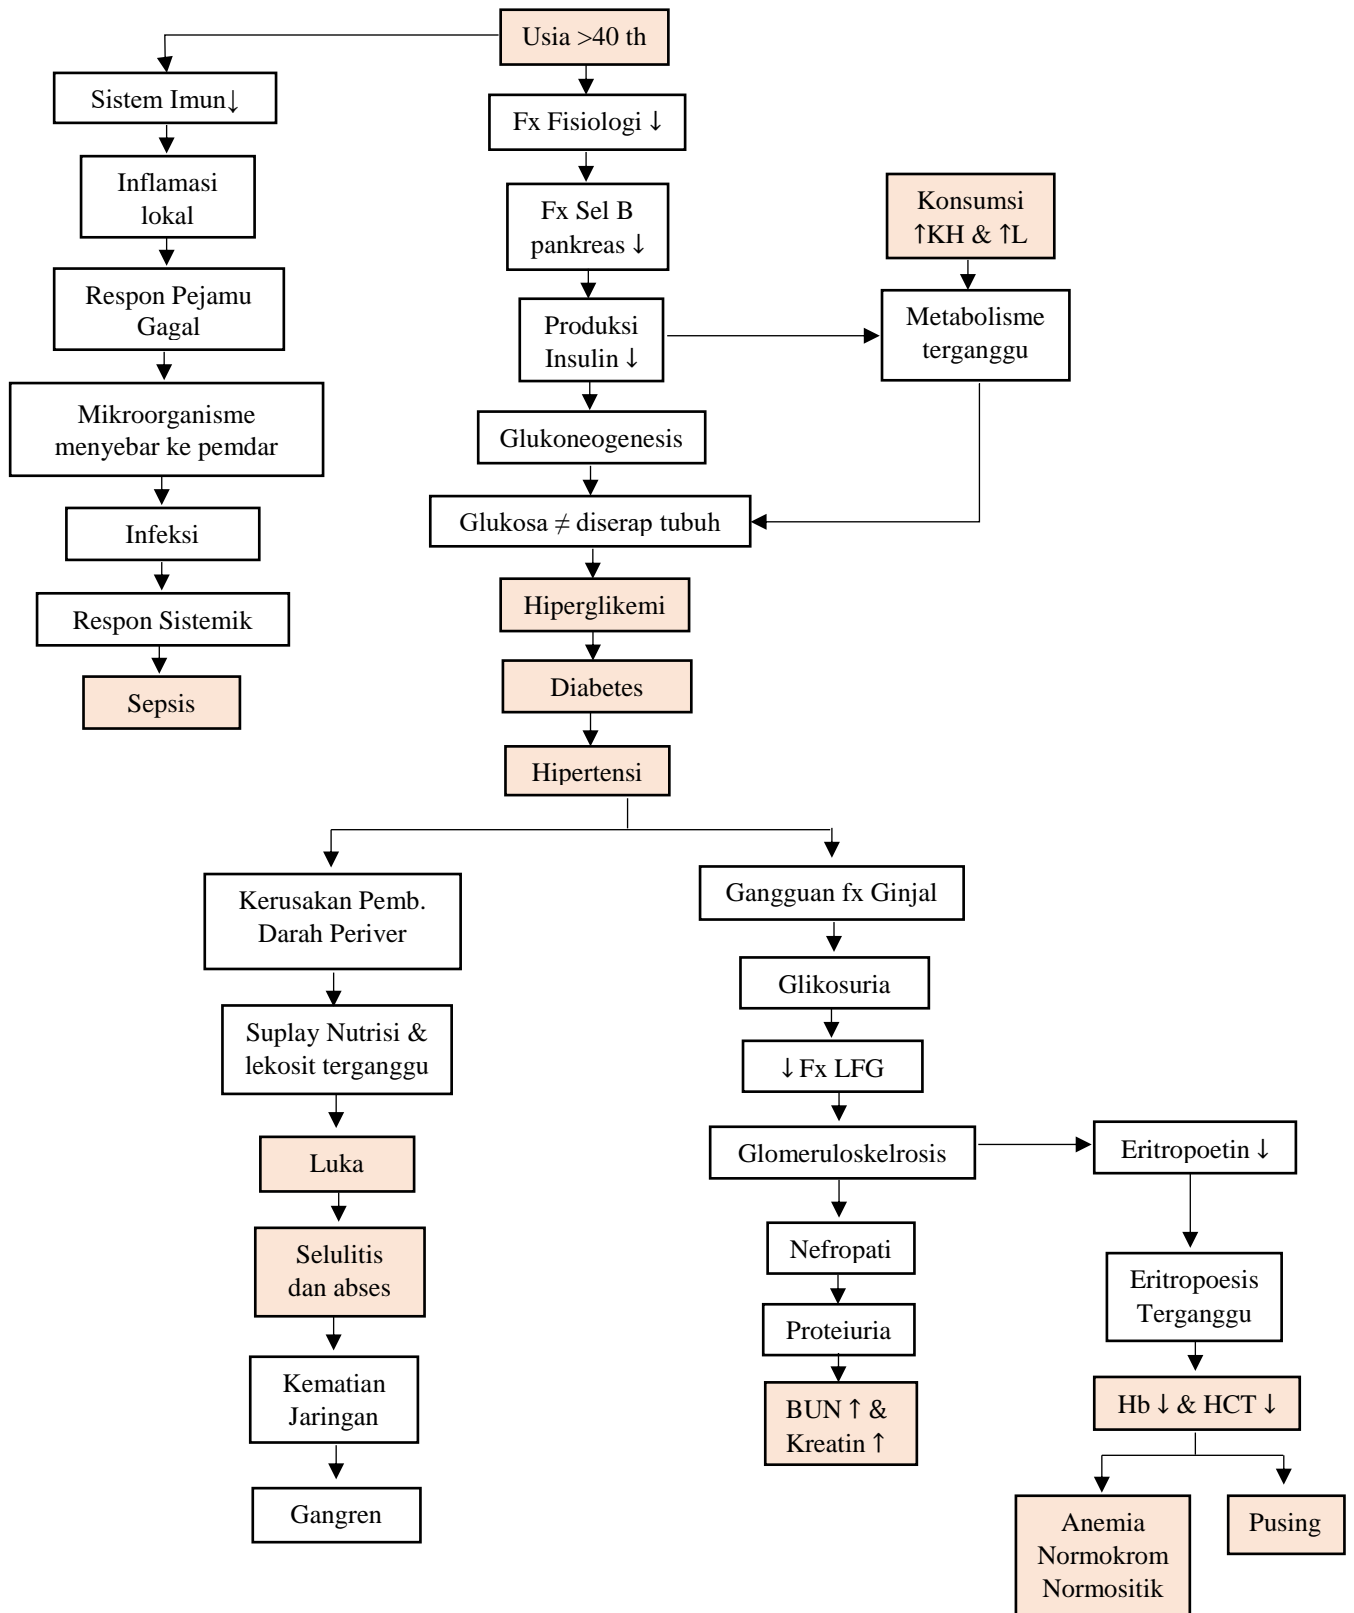 Usia >40 th
Sistem Imun↓
Fx Fisiologi ↓
Inflamasi
lokal
Fx Sel B
pankreas ↓
Konsumsi
↑KH & ↑L
Respon Pejamu
Gagal
Produksi
Insulin ↓
Metabolisme
terganggu
Mikroorganisme
menyebar ke pemdar
Glukoneogenesis
Infeksi
Glukosa ≠ diserap tubuh
Respon Sistemik
Hiperglikemi
Sepsis
Diabetes
Hipertensi
Kerusakan Pemb.
Darah Periver
Suplay Nutrisi &
lekosit terganggu
Luka
Selulitis
dan abses
Kematian
Jaringan
Gangren
Gangguan fx Ginjal
Glikosuria
↓ Fx LFG
Glomeruloskelrosis
Nefropati
Proteiuria
BUN ↑ &
Kreatin ↑
Eritropoetin ↓
Eritropoesis
Terganggu
Hb ↓ & HCT ↓
Anemia
Normokrom
Normositik
Pusing